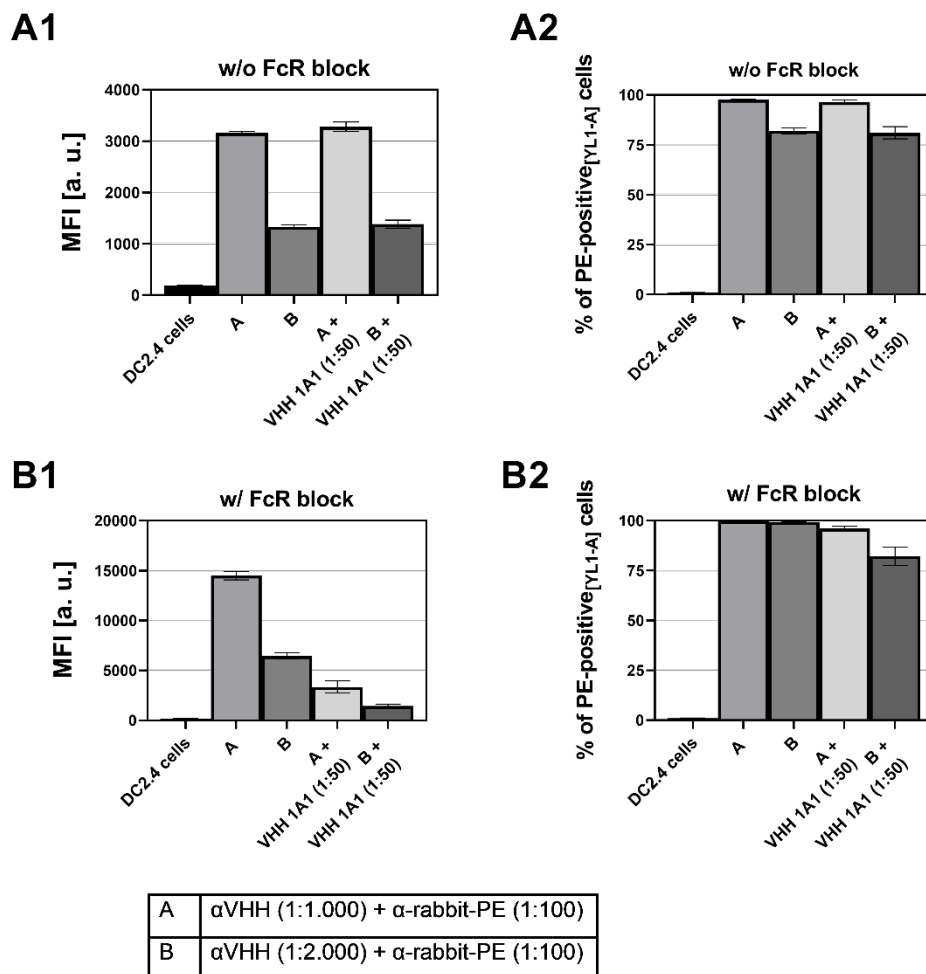 A1
w/o FcR block
MFI [a. u.]
4000
3000
2000
1000
0
DC2.4 cells
A
B
A +
VHH 1A1 (1:50)
B +
VHH 1A1 (1:50)
A2
w/o FcR block
% of PE-positive[YL1-A] cells
100
75
50
25
0
DC2.4 cells
A
B
A +
VHH 1A1 (1:50)
B +
VHH 1A1 (1:50)
B1
w/ FcR block
MFI [a. u.]
20000
15000
10000
5000
0
DC2.4 cells
A
B
A +
VHH 1A1 (1:50)
B +
VHH 1A1 (1:50)
B2
w/ FcR block
% of PE-positive[YL1-A] cells
100
75
50
25
0
DC2.4 cells
A
B
A +
VHH 1A1 (1:50)
B +
VHH 1A1 (1:50)
A αVHH (1:1.000) + α-rabbit-PE (1:100)
B αVHH (1:2.000) + α-rabbit-PE (1:100)